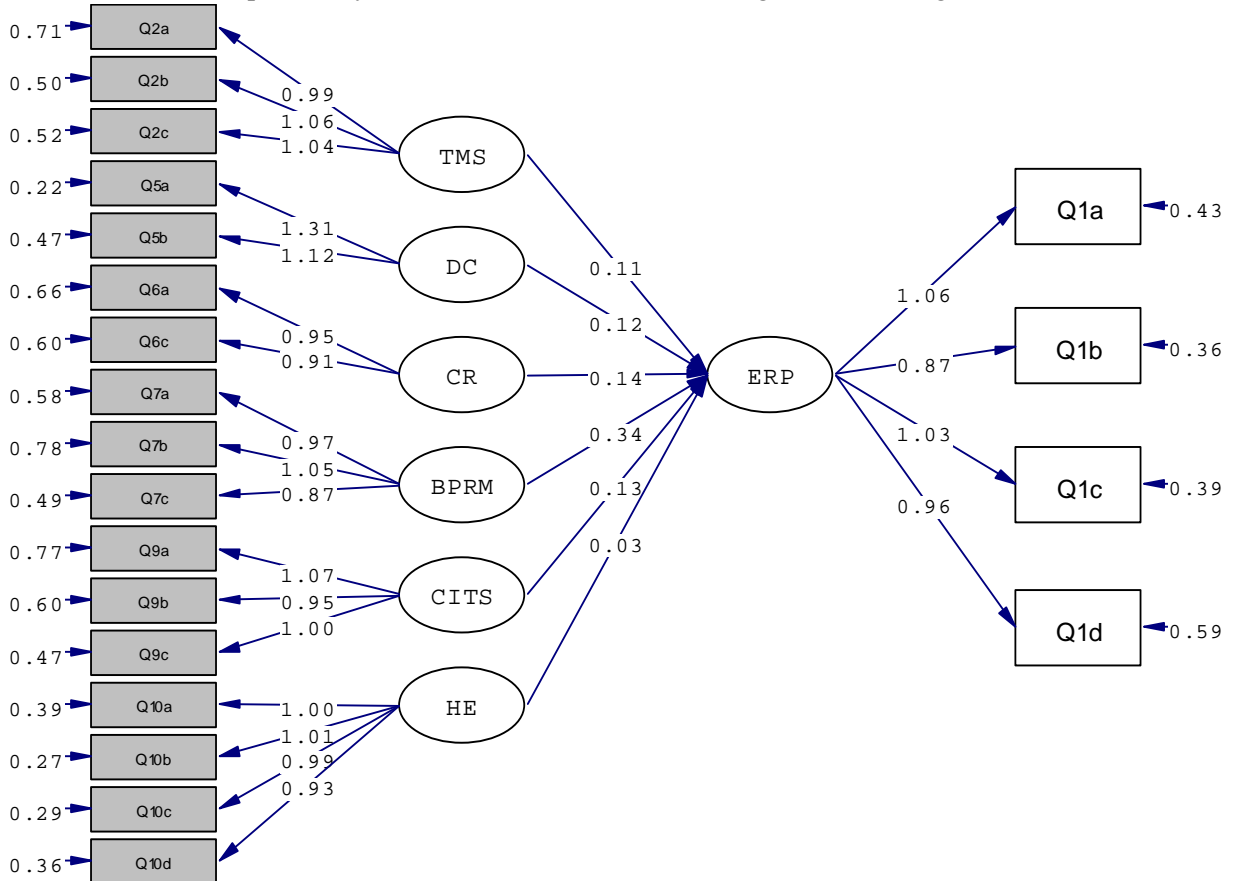 0.71 Q2a
0.50 Q2b
0.52 Q2c
0.22 Q5a
0.47 Q5b
0.66 Q6a
0.60 Q6c
0.58 Q7a
0.78 Q7b
0.49 Q7c
0.77 Q9a
0.60 Q9b
0.47 Q9c
0.39 Q10a
0.27 Q10b
0.29 Q10c
0.36 Q10d
0.99
1.06
1.04
1.31
1.12
0.95
0.91
0.97
1.05
0.87
1.07
0.95
1.00
1.00
1.01
0.99
0.93
TMS
DC
CR
BPRM
CITS
HE
0.11
0.12
0.14
0.34
0.13
0.03
ERP
1.06
0.87
1.03
0.96
Q1a 0.43
Q1b 0.36
Q1c 0.39
Q1d 0.59